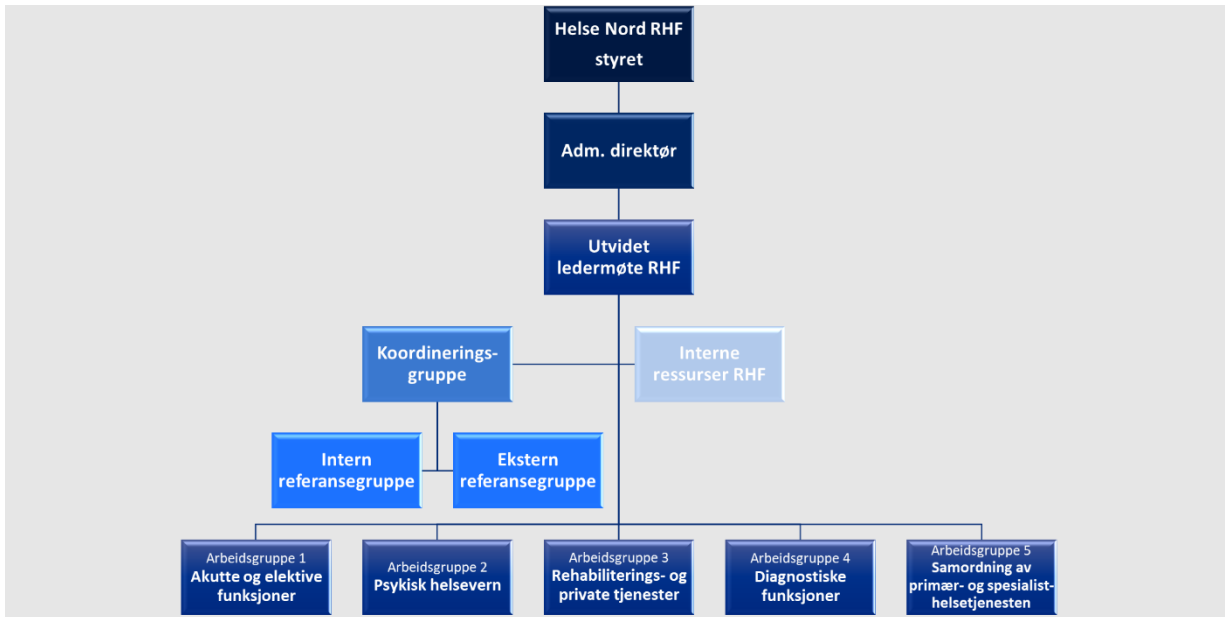 Helse Nord RHF
styret
Adm. direktør
Utvidet
ledermøte RHF
Koordinerings-
gruppe
Interne
ressurser RHF
Intern
referansegruppe
Ekstern
referansegruppe
Arbeidsgruppe 1
Akutte og elektive
funksjoner
Arbeidsgruppe 2
Psykisk helsevern
Arbeidsgruppe 3
Rehabiliterings- og
private tjenester
Arbeidsgruppe 4
Diagnostiske
funksjoner
Arbeidsgruppe 5
Samordning av
primær- og spesialist-
helsetjenesten